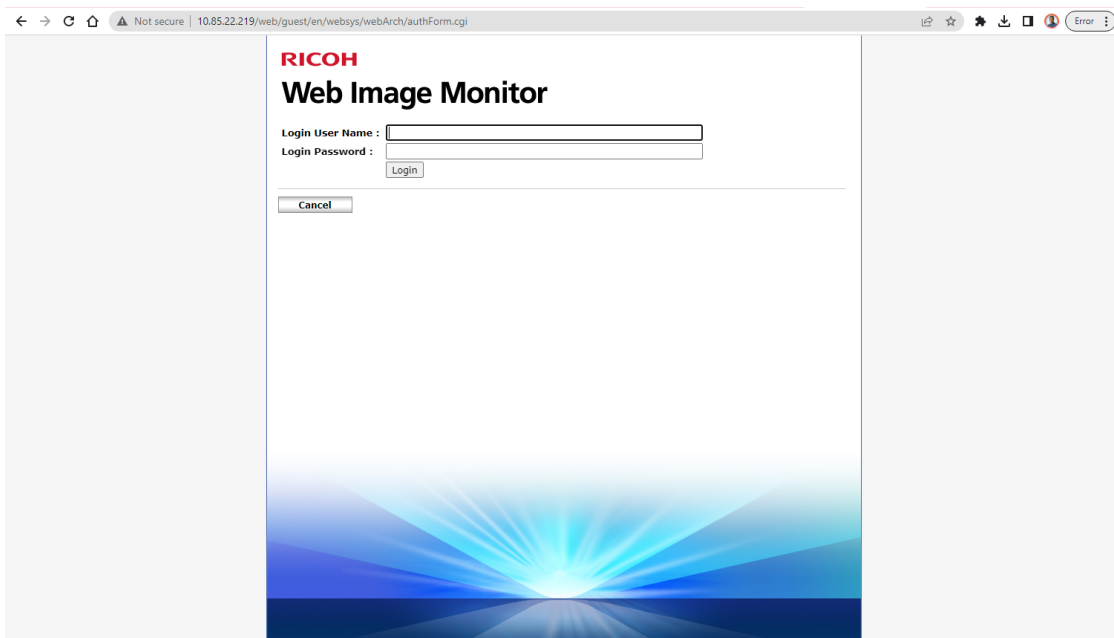 Not secure | 10.85.22.219/web/guest/en/websys/webArch/authForm.cgi
Error
RICOH
Web Image Monitor
Login User Name :
Login Password :
Login
Cancel